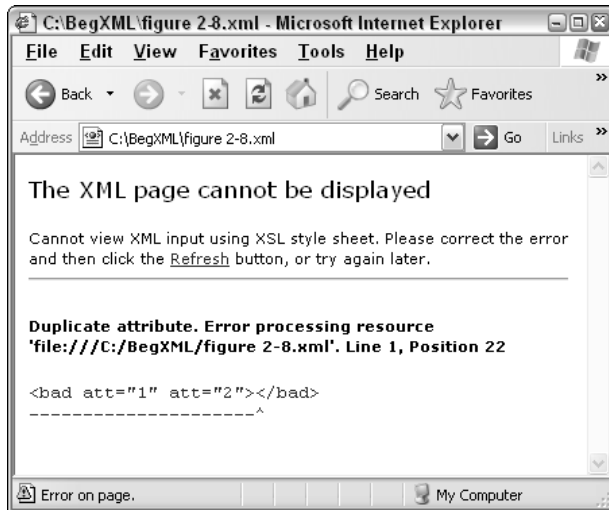 C:\BegXML\figure 2-8.xml - Microsoft Internet Explorer
File Edit View Favorites Tools Help
Back Search Favorites »
Address C:\BegXML\figure 2-8.xml Go Links »
The XML page cannot be displayed
Cannot view XML input using XSL style sheet. Please correct the error
and then click the Refresh button, or try again later.
Duplicate attribute. Error processing resource
'file:///C:/BegXML/figure 2-8.xml'. Line 1, Position 22
<bad att="1" att="2"></bad>
---------------------^
Error on page. My Computer